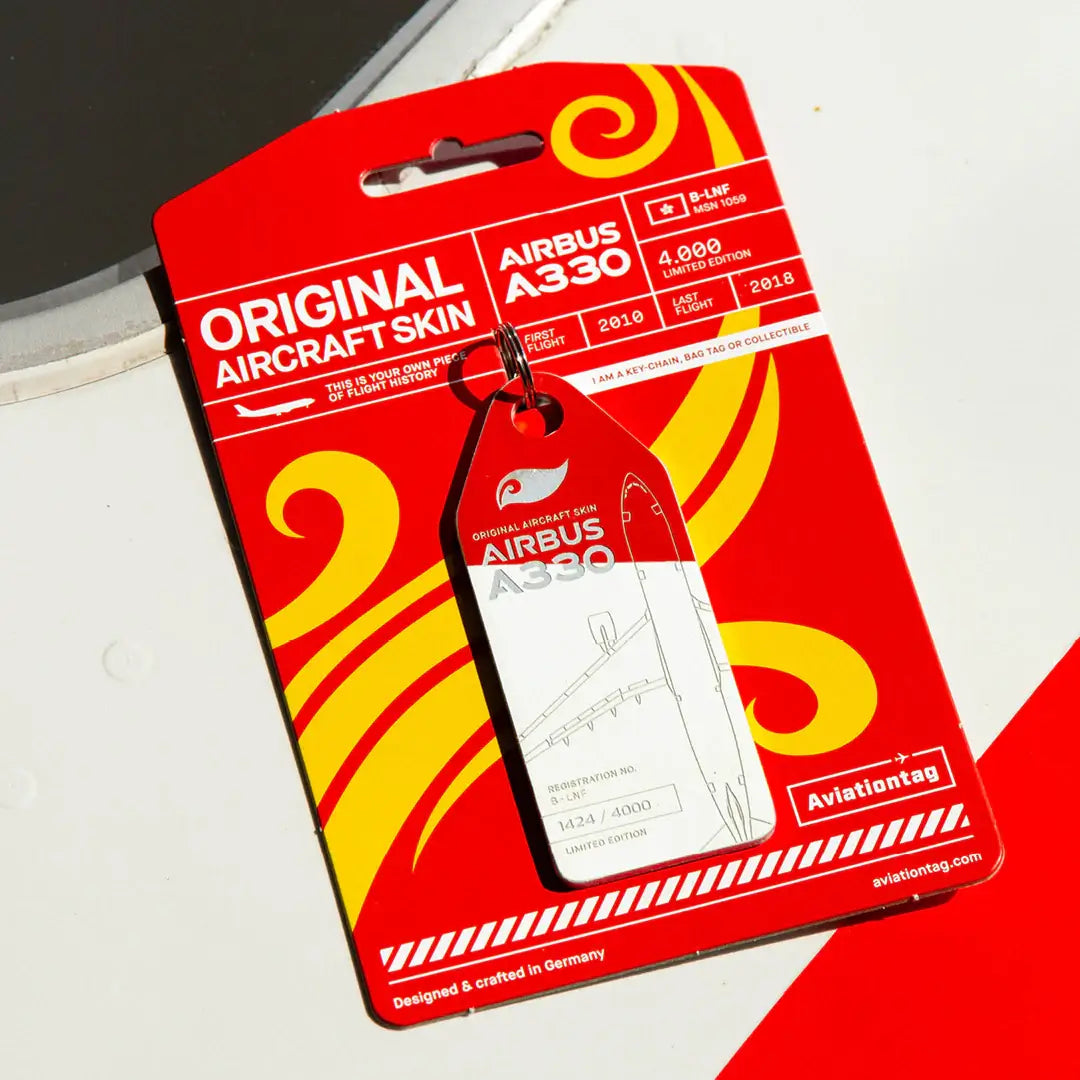 B-LNF
MSN 1059
AIRBUS
A330
4.000
LIMITED EDITION
ORIGINAL
AIRCRAFT SKIN
FIRST
FLIGHT
2010
LAST
FLIGHT
2018
THIS IS YOUR OWN PIECE
OF FLIGHT HISTORY
I AM A KEY-CHAIN, BAG TAG OR COLLECTIBLE
ORIGINAL AIRCRAFT SKIN
AIRBUS
A330
REGISTRATION NO.
B-LNF
1424 / 4000
LIMITED EDITION
Aviationtag
aviationtag.com
Designed & crafted in Germany